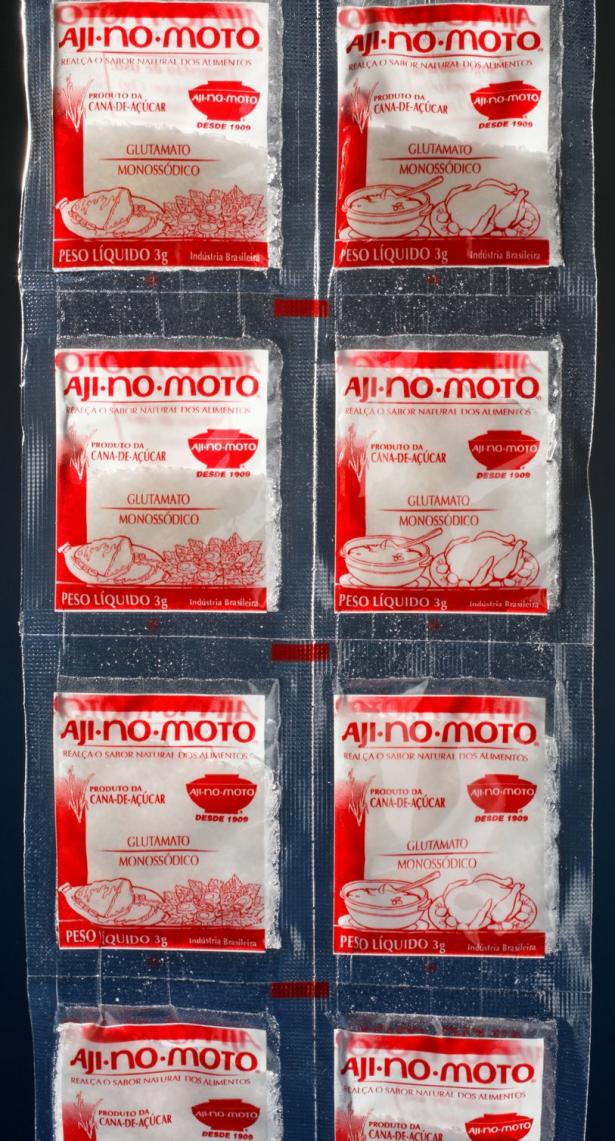 AJI-NO-MOTO
REALÇA O SABOR NATURAL DOS ALIMENTOS
PRODUTO DA
CANA-DE-AÇÚCAR
AJI-NO-MOTO
DESDE 1909
GLUTAMATO
MONOSSÓDICO
PESO LÍQUIDO 3g
Indústria Brasileira
AJI-NO-MOTO
REALÇA O SABOR NATURAL DOS ALIMENTOS
PRODUTO DA
CANA-DE-AÇÚCAR
AJI-NO-MOTO
DESDE 1909
GLUTAMATO
MONOSSÓDICO
PESO LÍQUIDO 3g
Indústria Brasileira
AJI-NO-MOTO
REALÇA O SABOR NATURAL DOS ALIMENTOS
PRODUTO DA
CANA-DE-AÇÚCAR
AJI-NO-MOTO
DESDE 1909
GLUTAMATO
MONOSSÓDICO
PESO LÍQUIDO 3g
Indústria Brasileira
AJI-NO-MOTO
REALÇA O SABOR NATURAL DOS ALIMENTOS
PRODUTO DA
CANA-DE-AÇÚCAR
AJI-NO-MOTO
DESDE 1909
GLUTAMATO
MONOSSÓDICO
PESO LÍQUIDO 3g
Indústria Brasileira
AJI-NO-MOTO
REALÇA O SABOR NATURAL DOS ALIMENTOS
PRODUTO DA
CANA-DE-AÇÚCAR
AJI-NO-MOTO
DESDE 1909
GLUTAMATO
MONOSSÓDICO
PESO LÍQUIDO 3g
Indústria Brasileira
AJI-NO-MOTO
REALÇA O SABOR NATURAL DOS ALIMENTOS
PRODUTO DA
CANA-DE-AÇÚCAR
AJI-NO-MOTO
DESDE 1909
GLUTAMATO
MONOSSÓDICO
PESO LÍQUIDO 3g
Indústria Brasileira
AJI-NO-MOTO
REALÇA O SABOR NATURAL DOS ALIMENTOS
PRODUTO DA
CANA-DE-AÇÚCAR
AJI-NO-MOTO
DESDE 1909
AJI-NO-MOTO
REALÇA O SABOR NATURAL DOS ALIMENTOS
PRODUTO DA
CANA-DE-AÇÚCAR
AJI-NO-MOTO